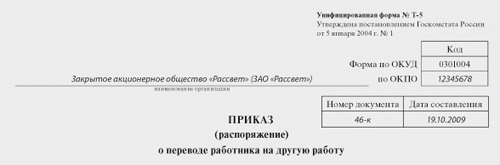 Унифицированная форма № Т-5
Утверждена постановлением Госкомстата России
от 5 января 2004 г. № 1
Код
Форма по ОКУД 0301004
Закрытое акционерное общество «Рассвет» (ЗАО «Рассвет») по ОКПО 12345678
наименование организации
Номер документа Дата составления
ПРИКАЗ 46-к 19.10.2009
(распоряжение)
о переводе работника на другую работу